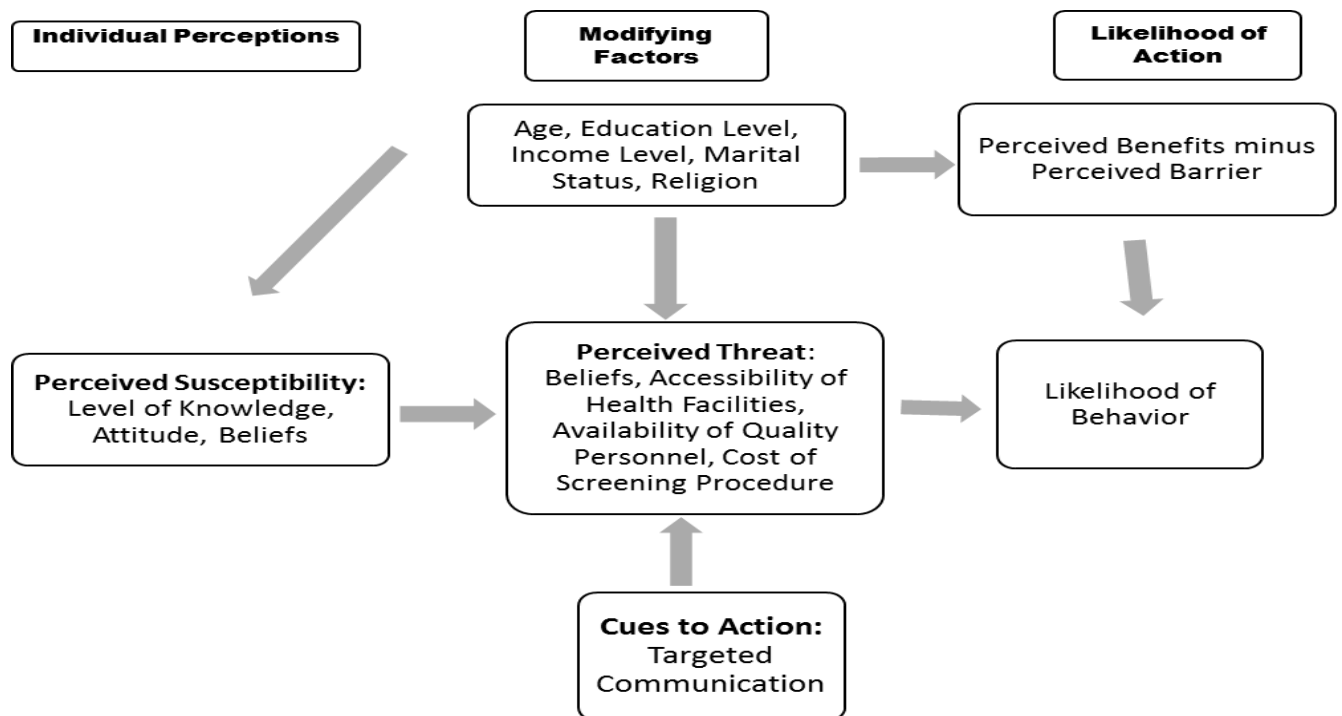 Individual Perceptions
Modifying
Factors
Likelihood of
Action
Age, Education Level,
Income Level, Marital
Status, Religion
Perceived Benefits minus
Perceived Barrier
Perceived Susceptibility:
Level of Knowledge,
Attitude, Beliefs
Perceived Threat:
Beliefs, Accessibility of
Health Facilities,
Availability of Quality
Personnel, Cost of
Screening Procedure
Likelihood of
Behavior
Cues to Action:
Targeted
Communication